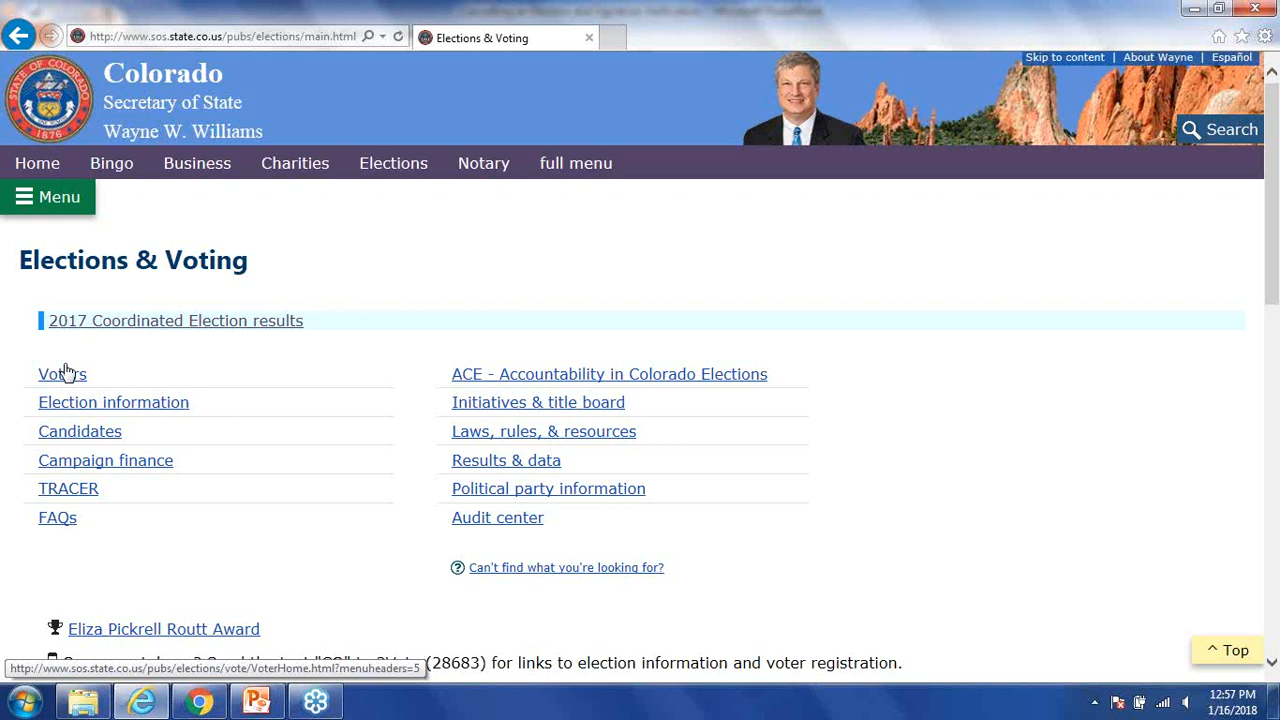 http://www.sos.state.co.us/pubs/elections/main.html
Elections & Voting
Skip to content | About Wayne | Español
Colorado
Secretary of State
Wayne W. Williams
STATE OF COLORADO
1876
Search
Home Bingo Business Charities Elections Notary full menu
Menu
Elections & Voting
2017 Coordinated Election results
Voters
ACE - Accountability in Colorado Elections
Election information
Initiatives & title board
Candidates
Laws, rules, & resources
Campaign finance
Results & data
TRACER
Political party information
FAQs
Audit center
? Can't find what you're looking for?
Eliza Pickrell Routt Award
^ Top
(28683) for links to election information and voter registration.
http://www.sos.state.co.us/pubs/elections/vote/VoterHome.html?menuheaders=5
12:57 PM
1/16/2018